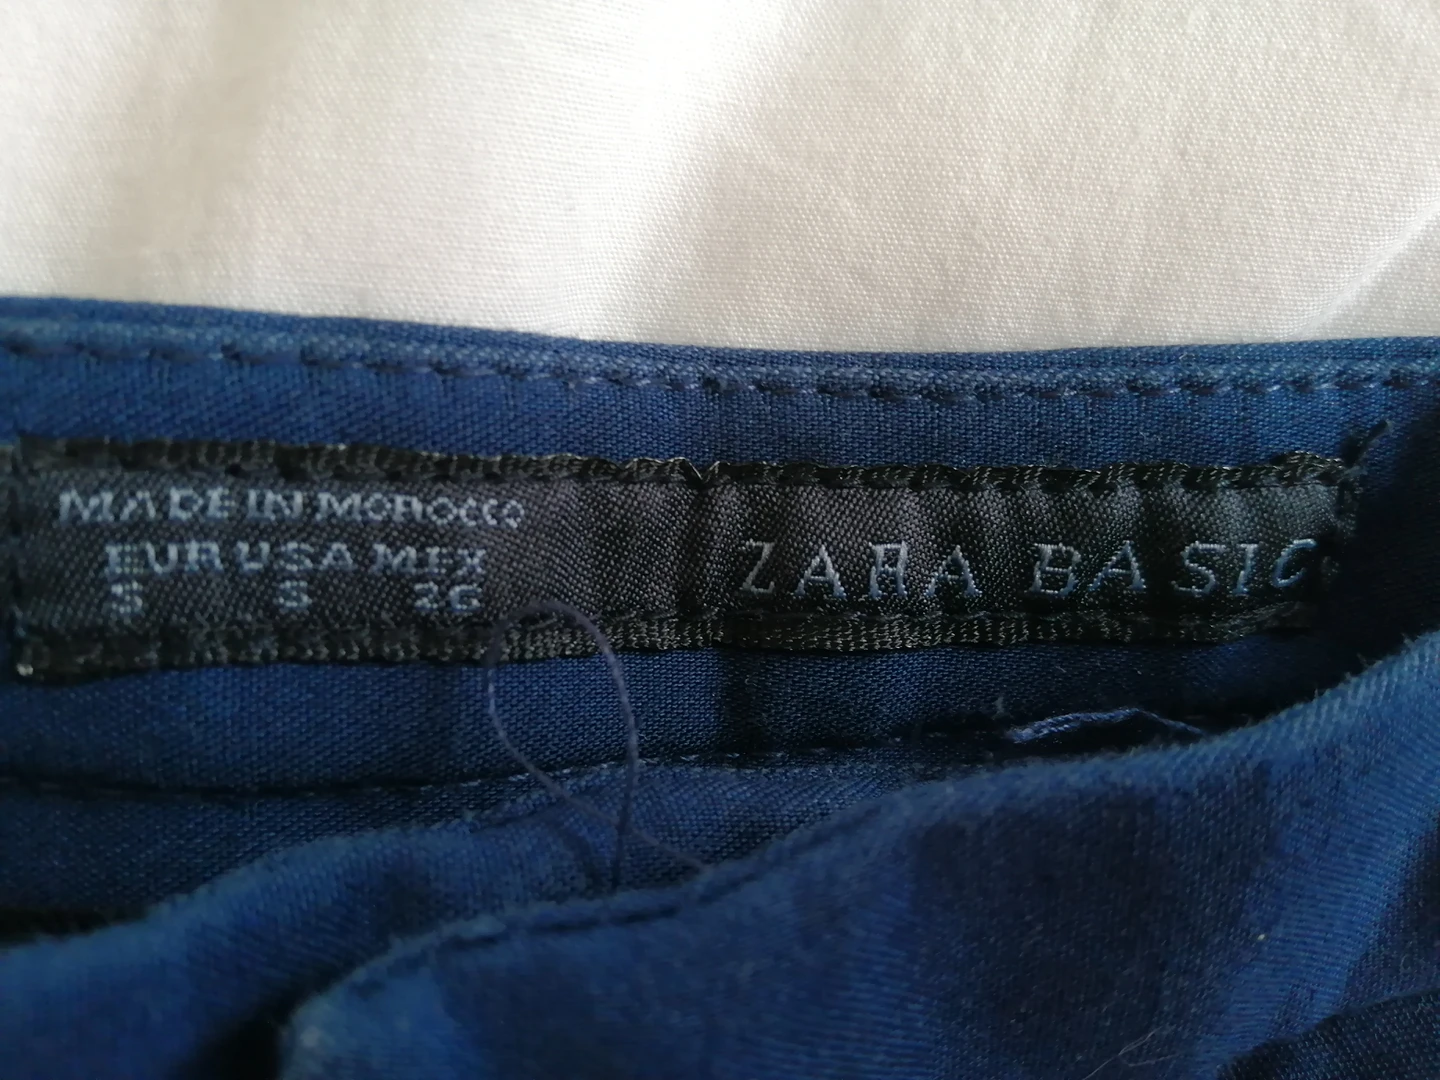 MADE IN MOROCCO
EUR USA MEX
S S 26
ZARA BASIC